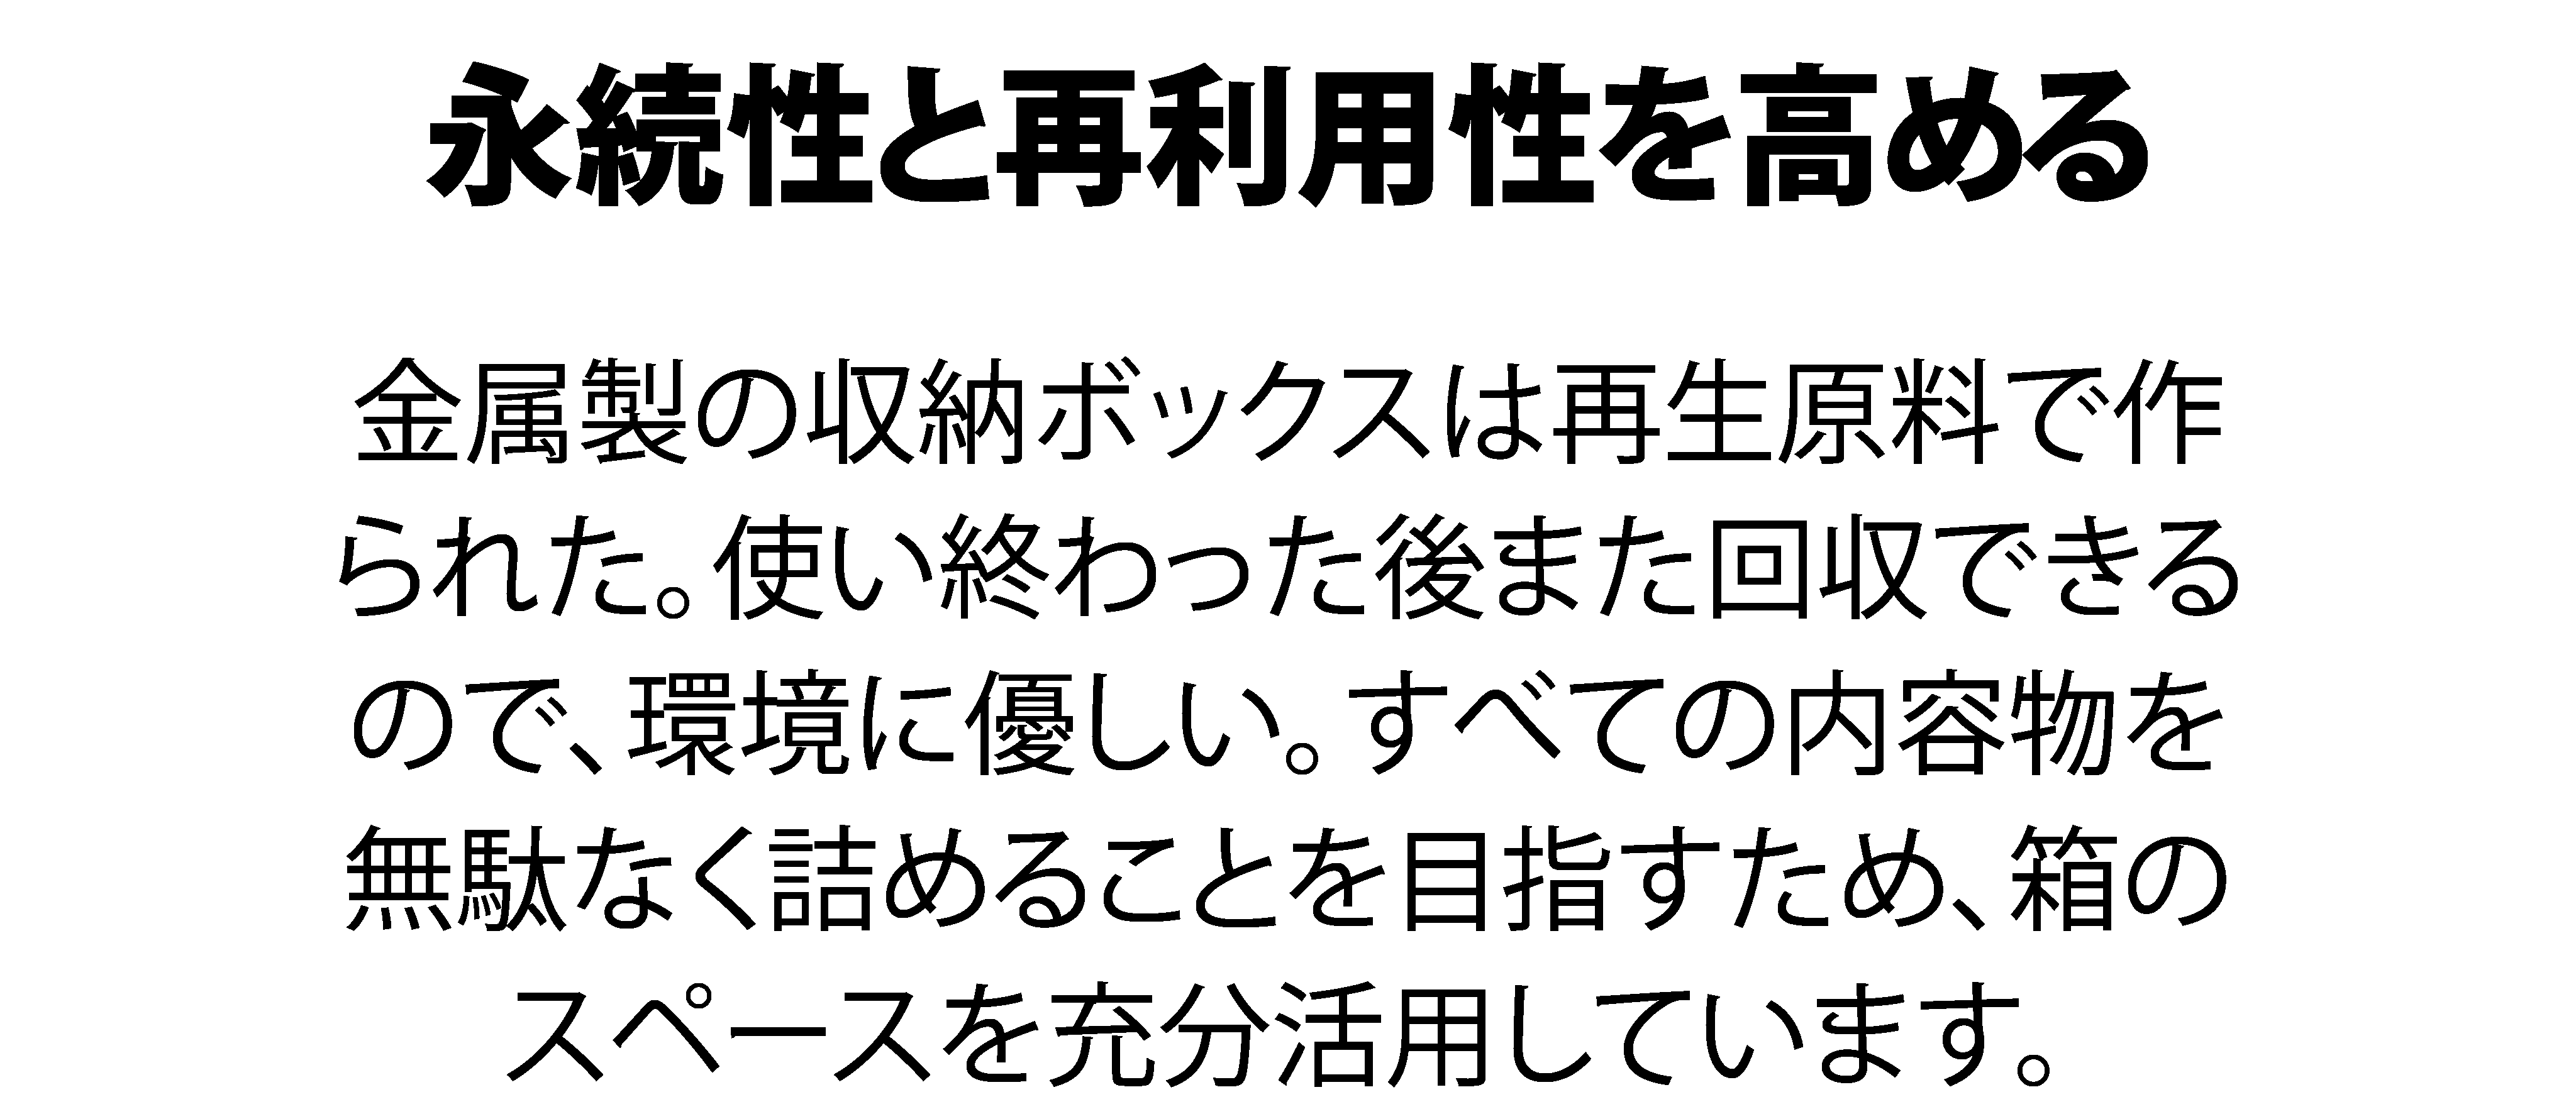 永続性と再利用性を高める
金属製の収納ボックスは再生原料で作
られた。使い終わった後また回収できる
ので、環境に優しい。すべての内容物を
無駄なく詰めることを目指すため、箱の
スペースを充分活用しています。